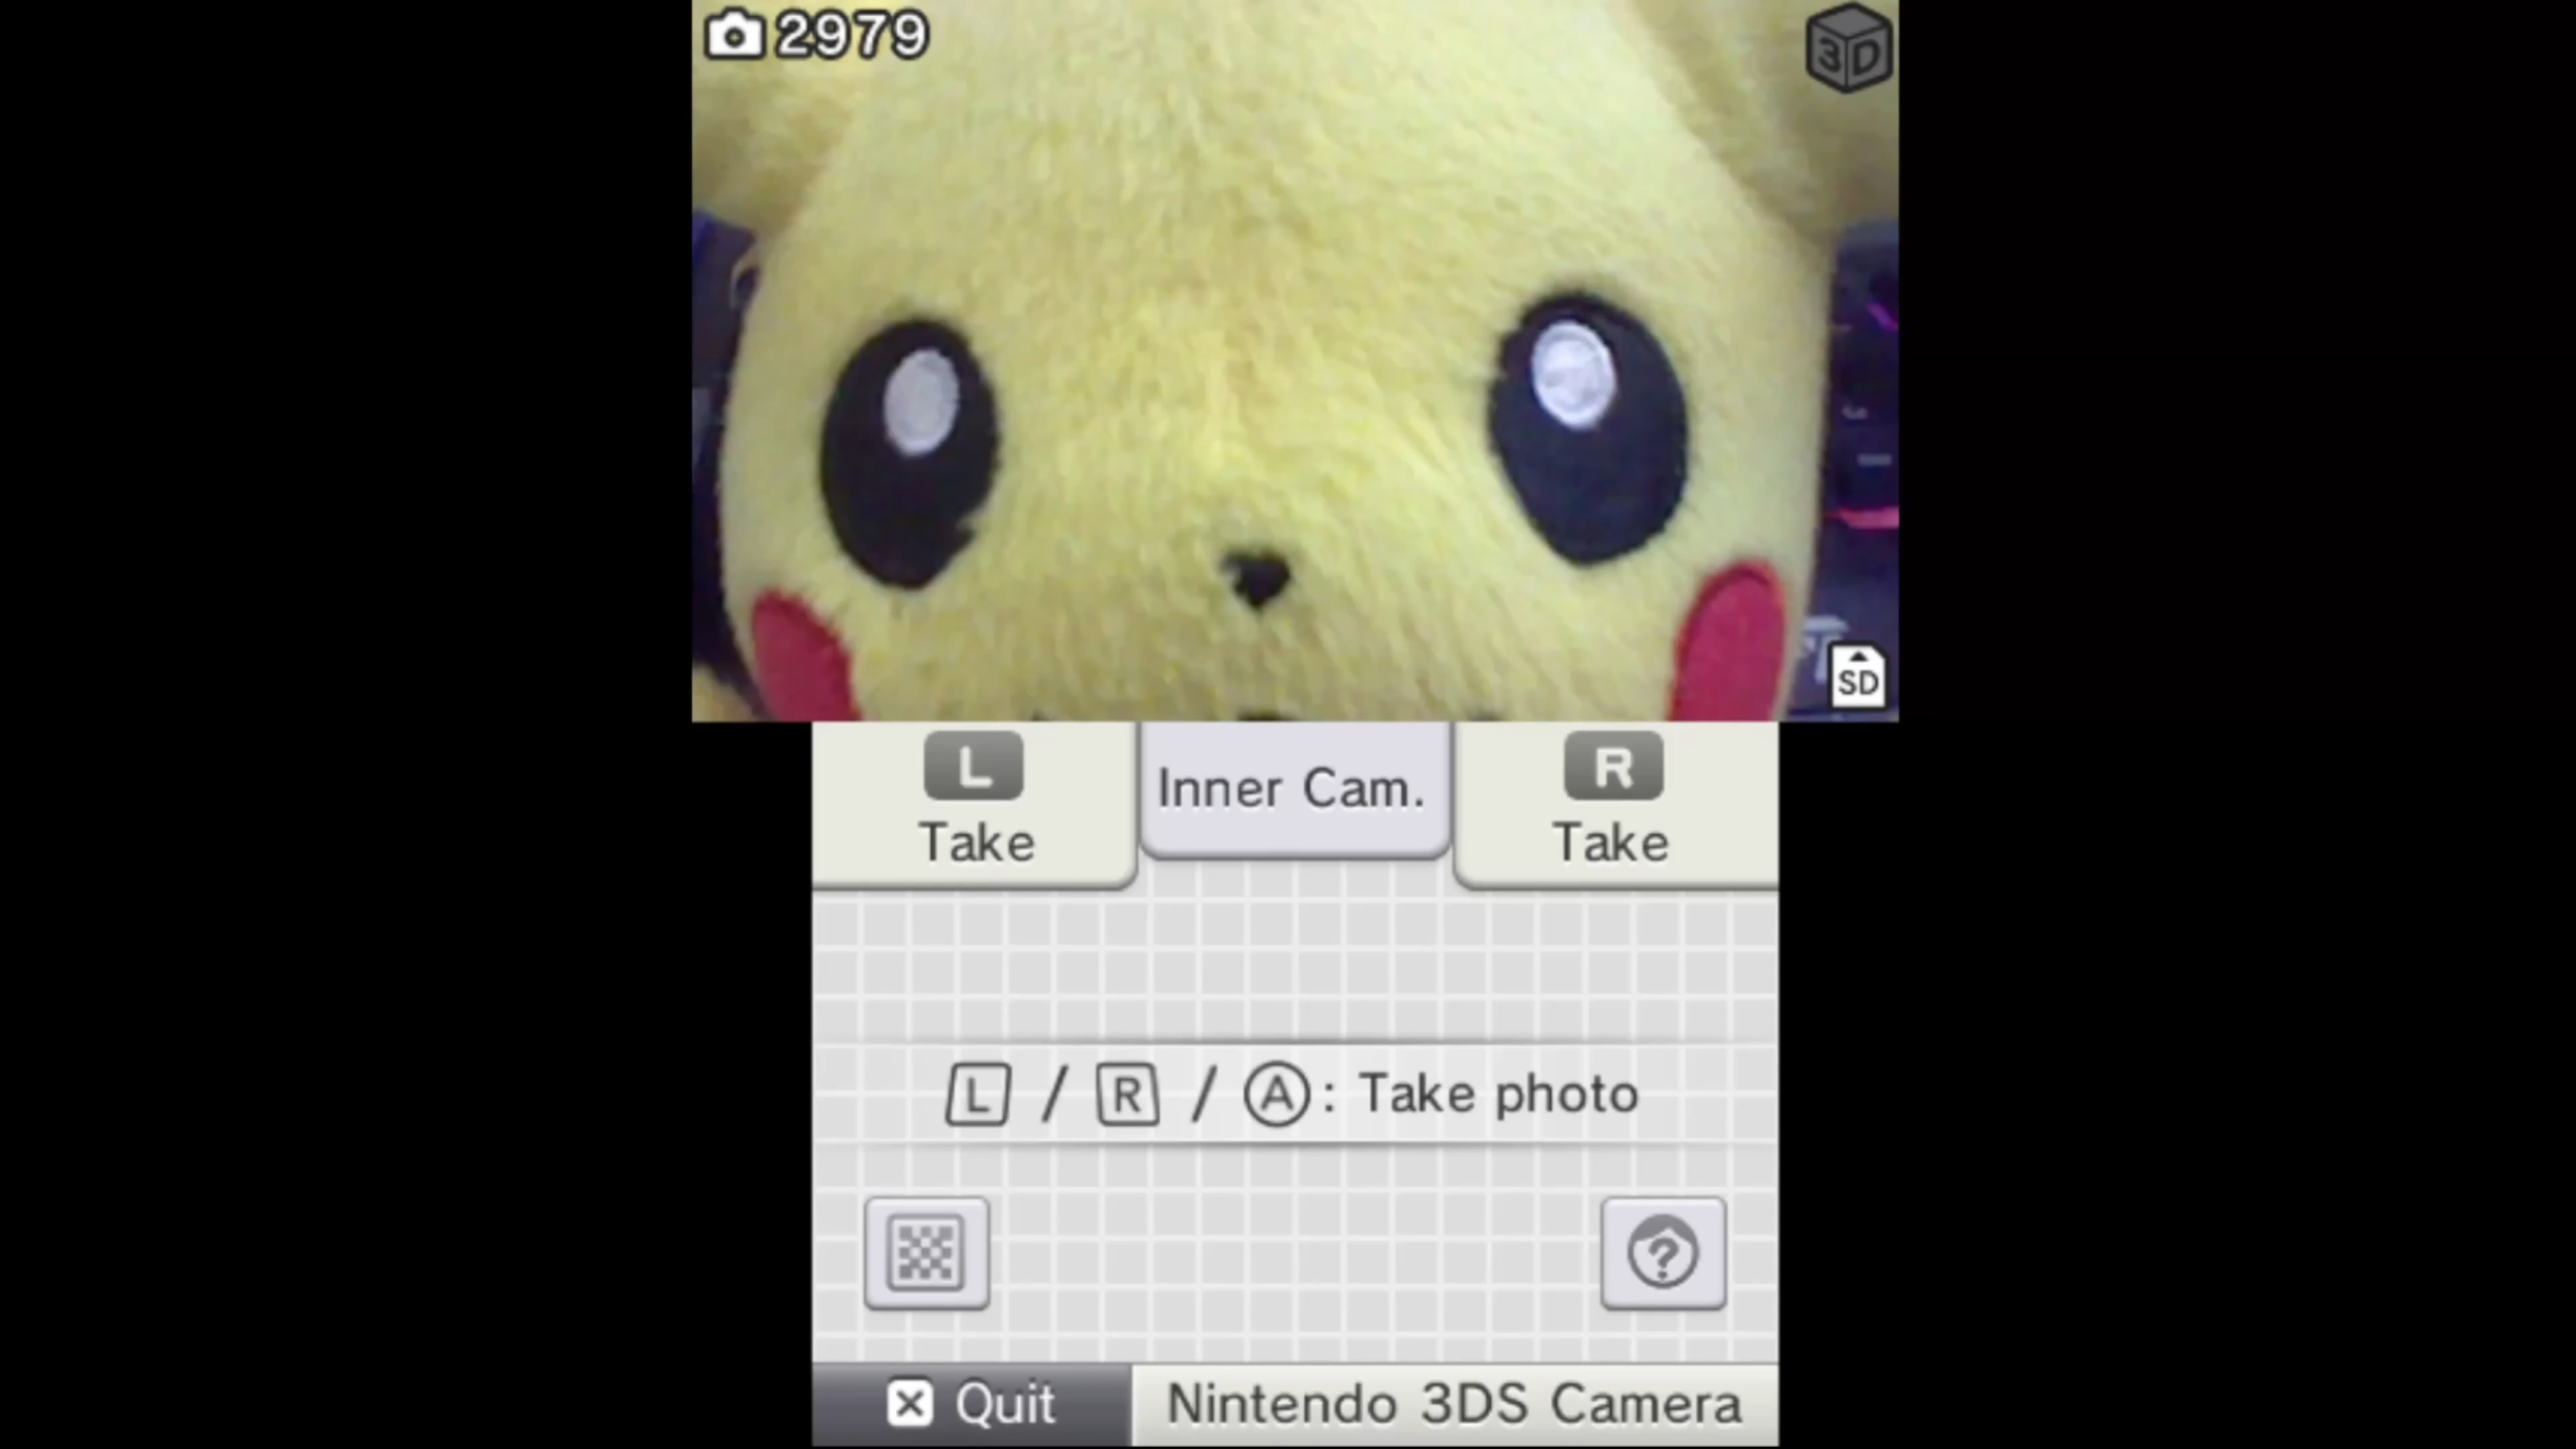 2979
3D
SD
L
Take
Inner Cam.
R
Take
L / R / A : Take photo
?
X Quit
Nintendo 3DS Camera